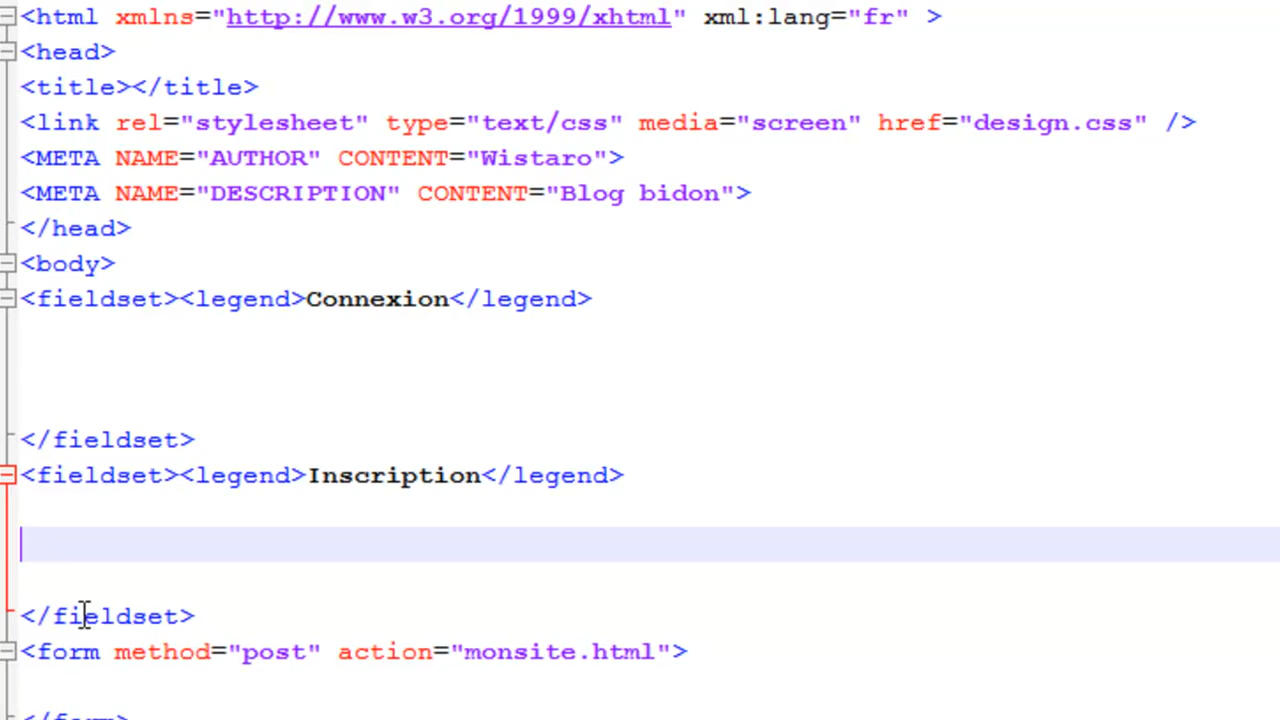 <html xmlns="http://www.w3.org/1999/xhtml" xml:lang="fr" >
<head>
<title></title>
<link rel="stylesheet" type="text/css" media="screen" href="design.css" />
<META NAME="AUTHOR" CONTENT="Wistaro">
<META NAME="DESCRIPTION" CONTENT="Blog bidon">
</head>
<body>
<fieldset><legend>Connexion</legend>
</fieldset>
<fieldset><legend>Inscription</legend>
</fieldset>
<form method="post" action="monsite.html">
</form>